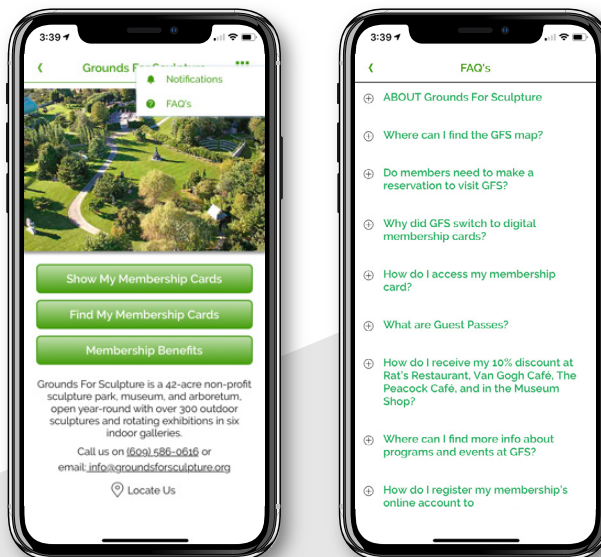 3:39
Grounds For Sculpture
Notifications
FAQ's
Show My Membership Cards
Find My Membership Cards
Membership Benefits
Grounds For Sculpture is a 42-acre non-profit
sculpture park, museum, and arboretum,
open year-round with over 300 outdoor
sculptures and rotating exhibitions in six
indoor galleries.
Call us on (609) 586-0616 or
email: info@groundsforsculpture.org
Locate Us
3:39
FAQ's
ABOUT Grounds For Sculpture
Where can I find the GFS map?
Do members need to make a
reservation to visit GFS?
Why did GFS switch to digital
membership cards?
How do I access my membership
card?
What are Guest Passes?
How do I receive my 10% discount at
Rat's Restaurant, Van Gogh Café, The
Peacock Café, and in the Museum
Shop?
Where can I find more info about
programs and events at GFS?
How do I register my membership's
online account to